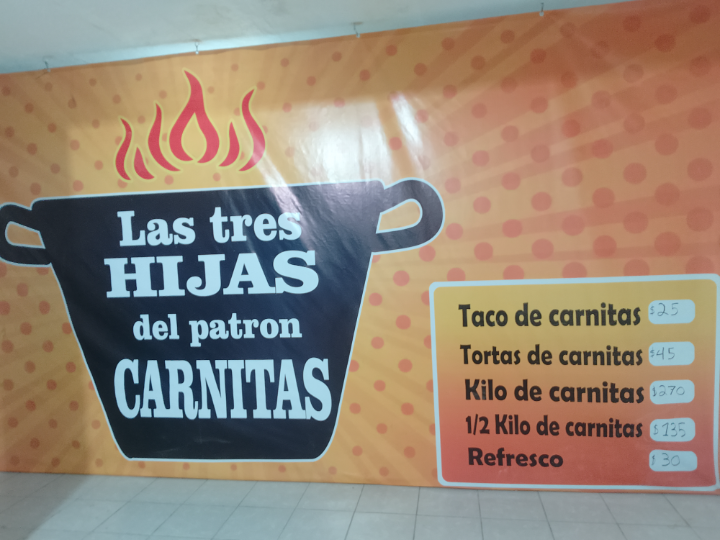 Las tres
HIJAS
del patron
CARNITAS
Taco de carnitas $25
Tortas de carnitas $45
Kilo de carnitas $270
1/2 Kilo de carnitas $135
Refresco $30